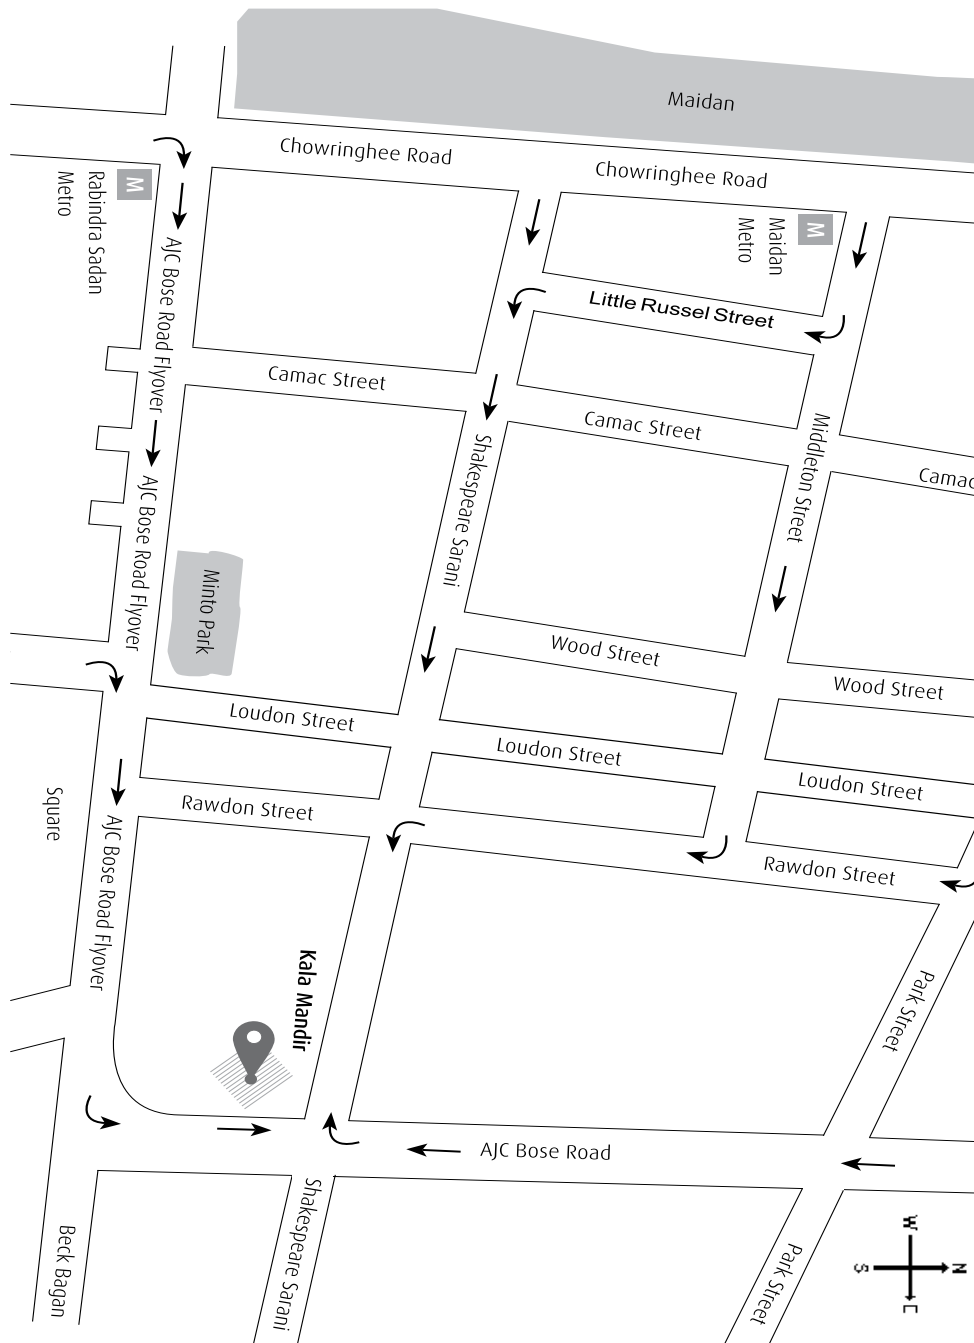 Maidan
Chowringhee Road
Chowringhee Road
M
Rabindra Sadan
Metro
M
Maidan
Metro
AJC Bose Road Flyover
Little Russel Street
Camac Street
Camac Street
Camac
Middleton Street
Shakespeare Sarani
AJC Bose Road Flyover
Minto Park
Wood Street
Wood Street
Loudon Street
Loudon Street
Loudon Street
Rawdon Street
Rawdon Street
Square
AJC Bose Road Flyover
Kala Mandir
Park Street
AJC Bose Road
Shakespeare Sarani
Beck Bagan
Park Street
W
N
S